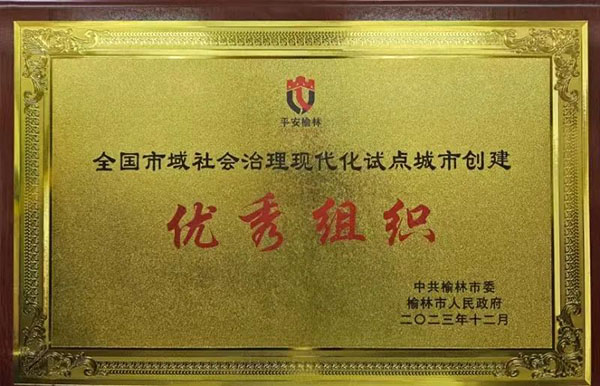 平安榆林
全国市域社会治理现代化试点城市创建
优秀组织
中共榆林市委
榆林市人民政府
二〇二三年十二月